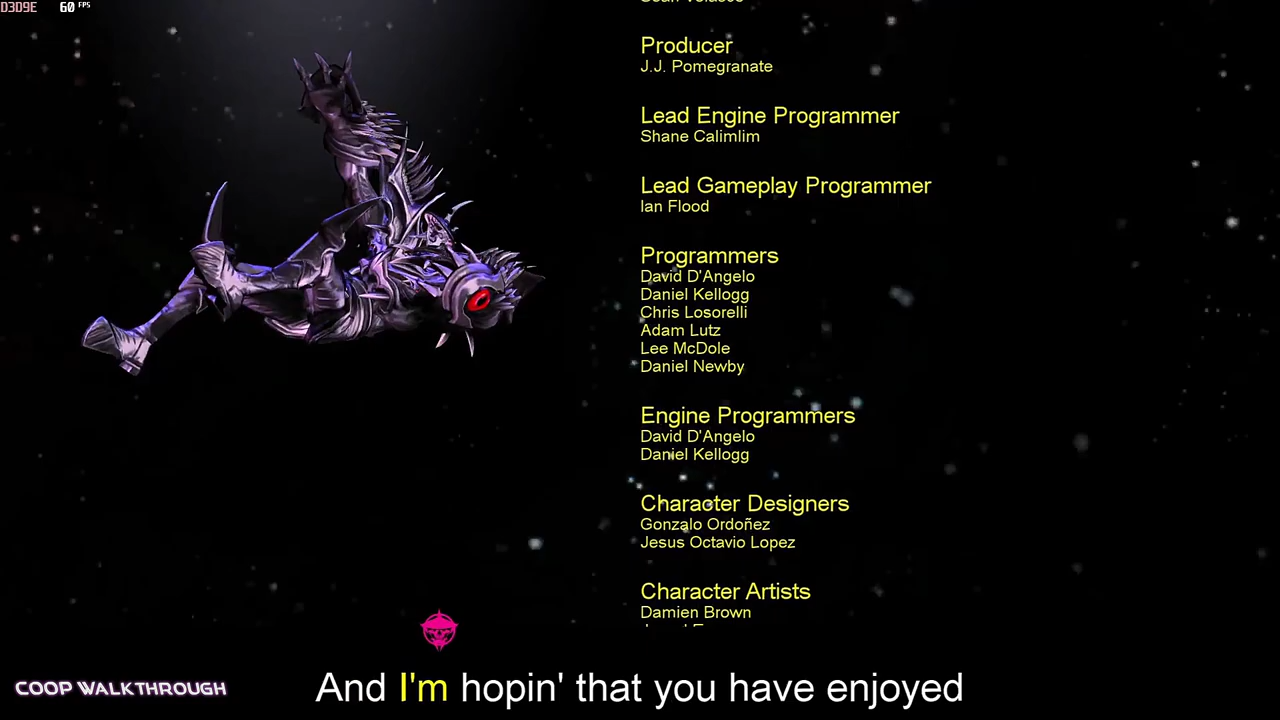 D3D9E 60 FPS
Producer
J.J. Pomegranate
Lead Engine Programmer
Shane Calimlim
Lead Gameplay Programmer
Ian Flood
Programmers
David D'Angelo
Daniel Kellogg
Chris Losorelli
Adam Lutz
Lee McDole
Daniel Newby
Engine Programmers
David D'Angelo
Daniel Kellogg
Character Designers
Gonzalo Ordoñez
Jesus Octavio Lopez
Character Artists
Damien Brown
COOP WALKTHROUGH
And I'm hopin' that you have enjoyed